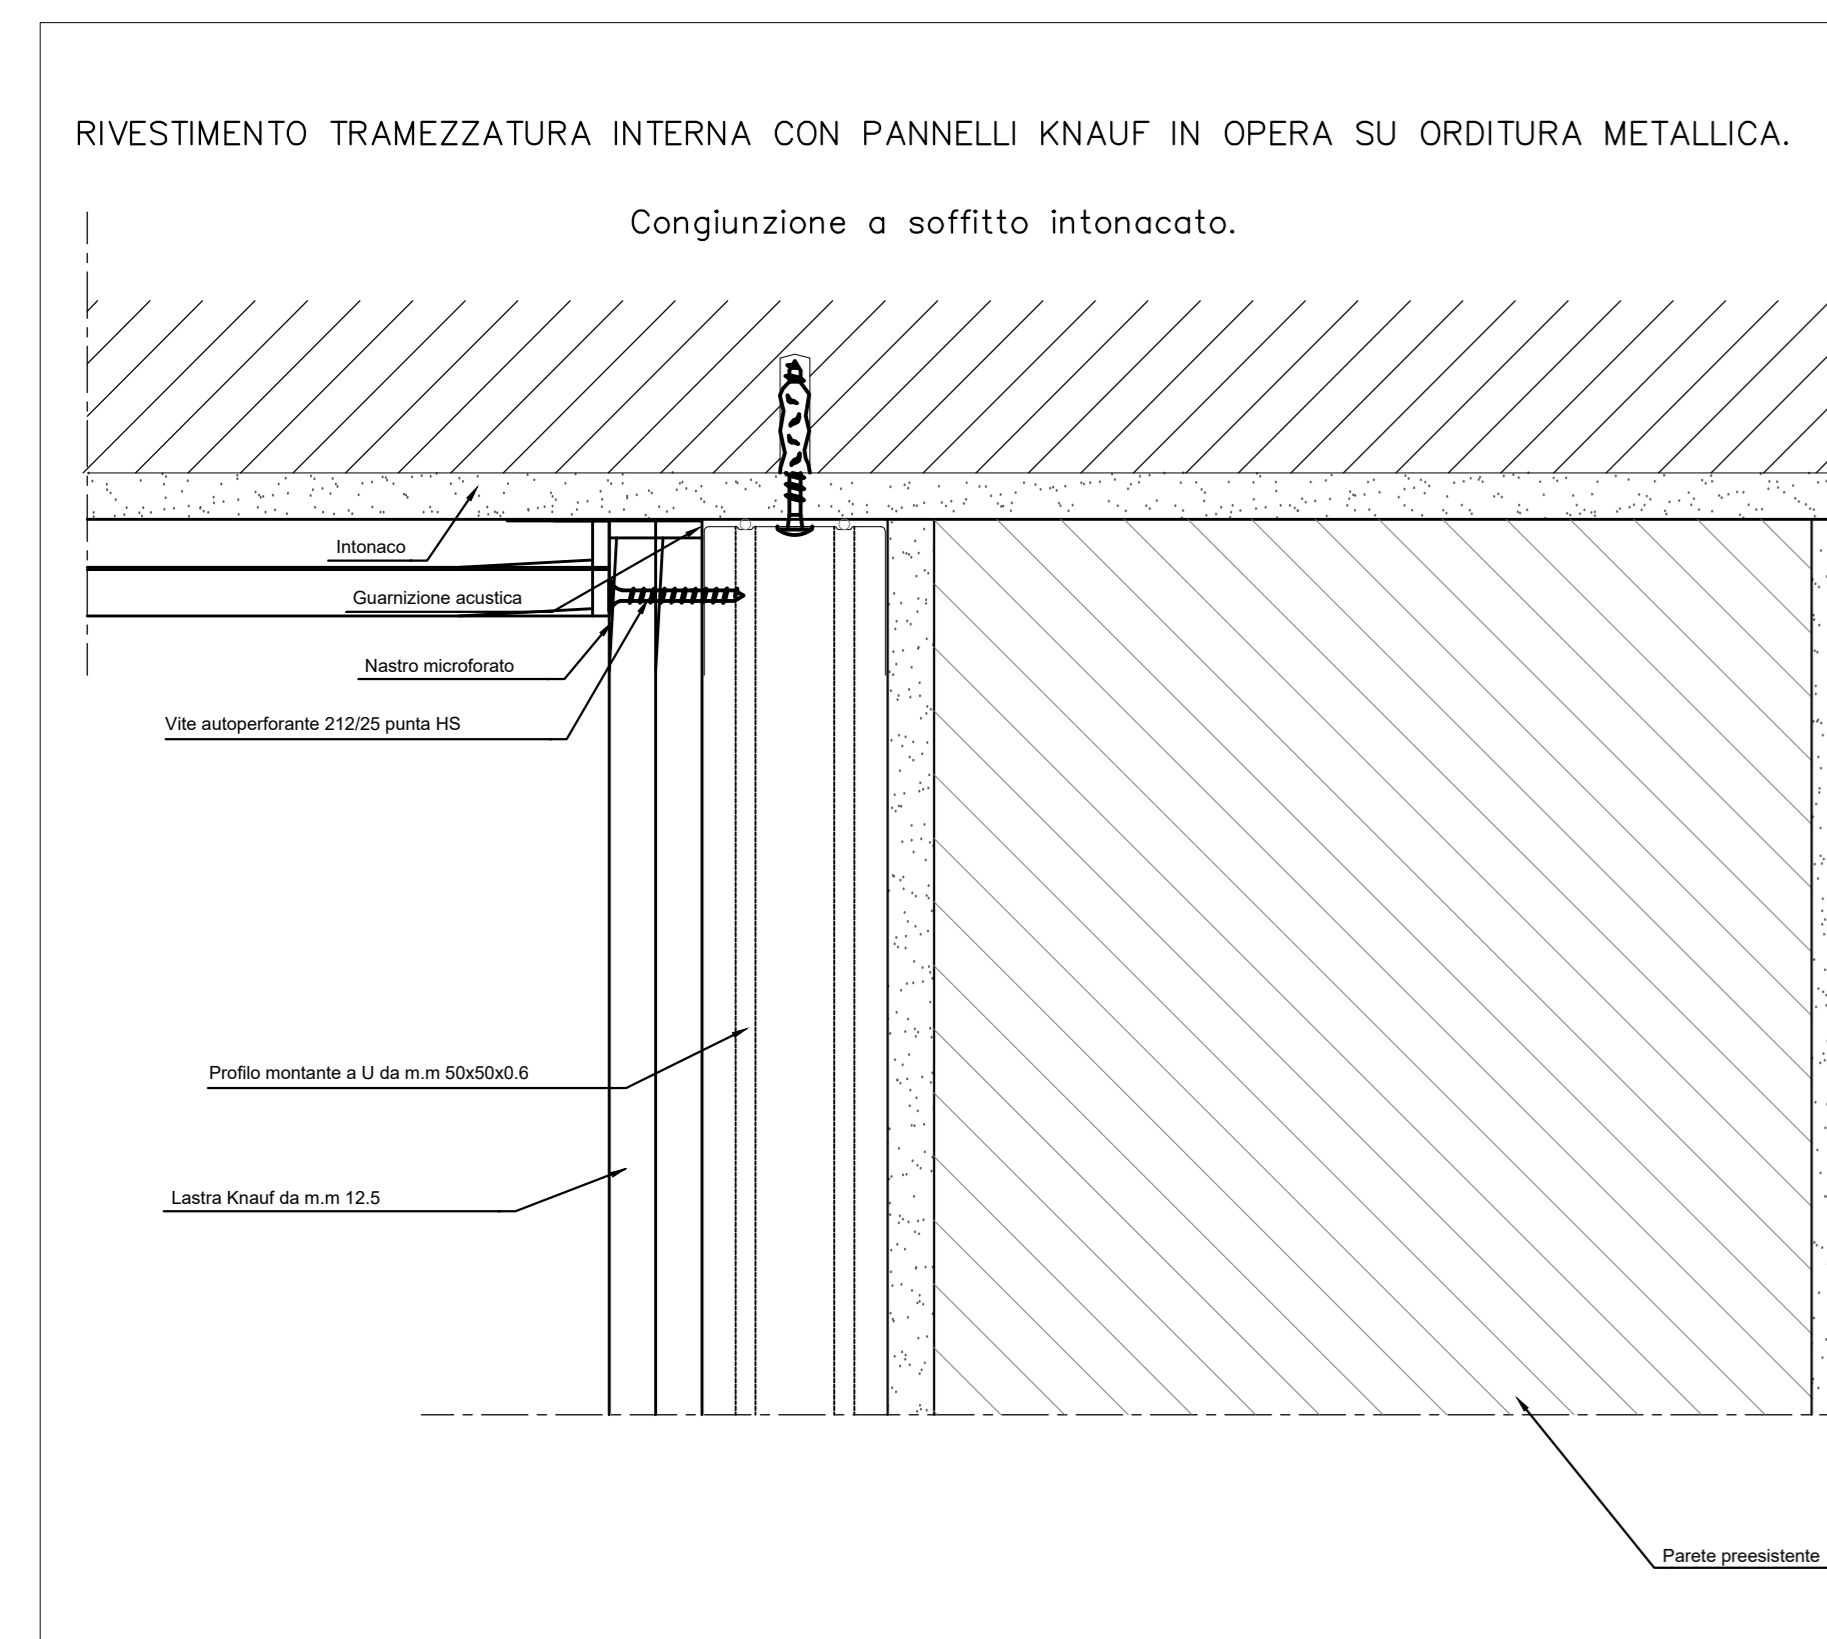 RIVESTIMENTO TRAMEZZATURA INTERNA CON PANNELLI KNAUF IN OPERA SU ORDITURA METALLICA.
Congiunzione a soffitto intonacato.
Intonaco
Guarnizione acustica
Nastro microforato
Vite autoperforante 212/25 punta HS
Profilo montante a U da m.m 50x50x0.6
Lastra Knauf da m.m 12.5
Parete preesistente